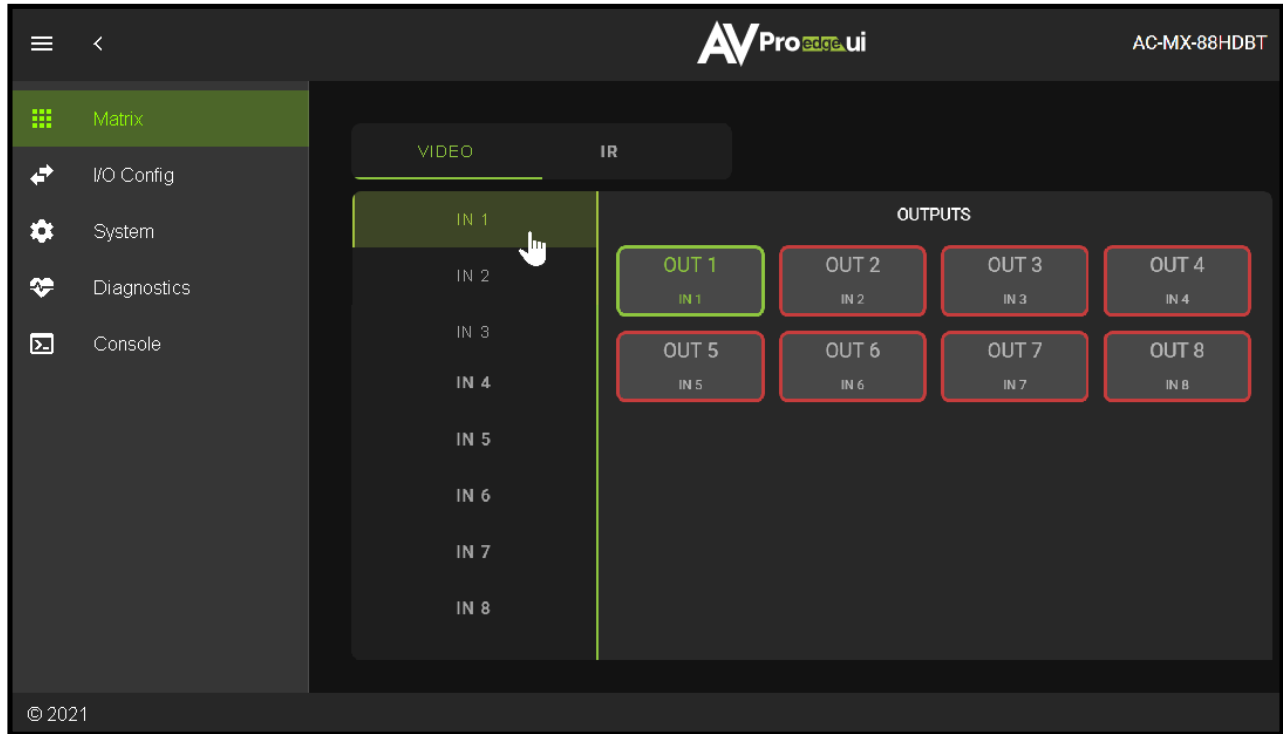 AVPro edge.ui
AC-MX-88HDBT
Matrix
I/O Config
System
Diagnostics
Console
VIDEO
IR
IN 1
IN 2
IN 3
IN 4
IN 5
IN 6
IN 7
IN 8
OUTPUTS
OUT 1
IN 1
OUT 2
IN 2
OUT 3
IN 3
OUT 4
IN 4
OUT 5
IN 5
OUT 6
IN 6
OUT 7
IN 7
OUT 8
IN 8
© 2021